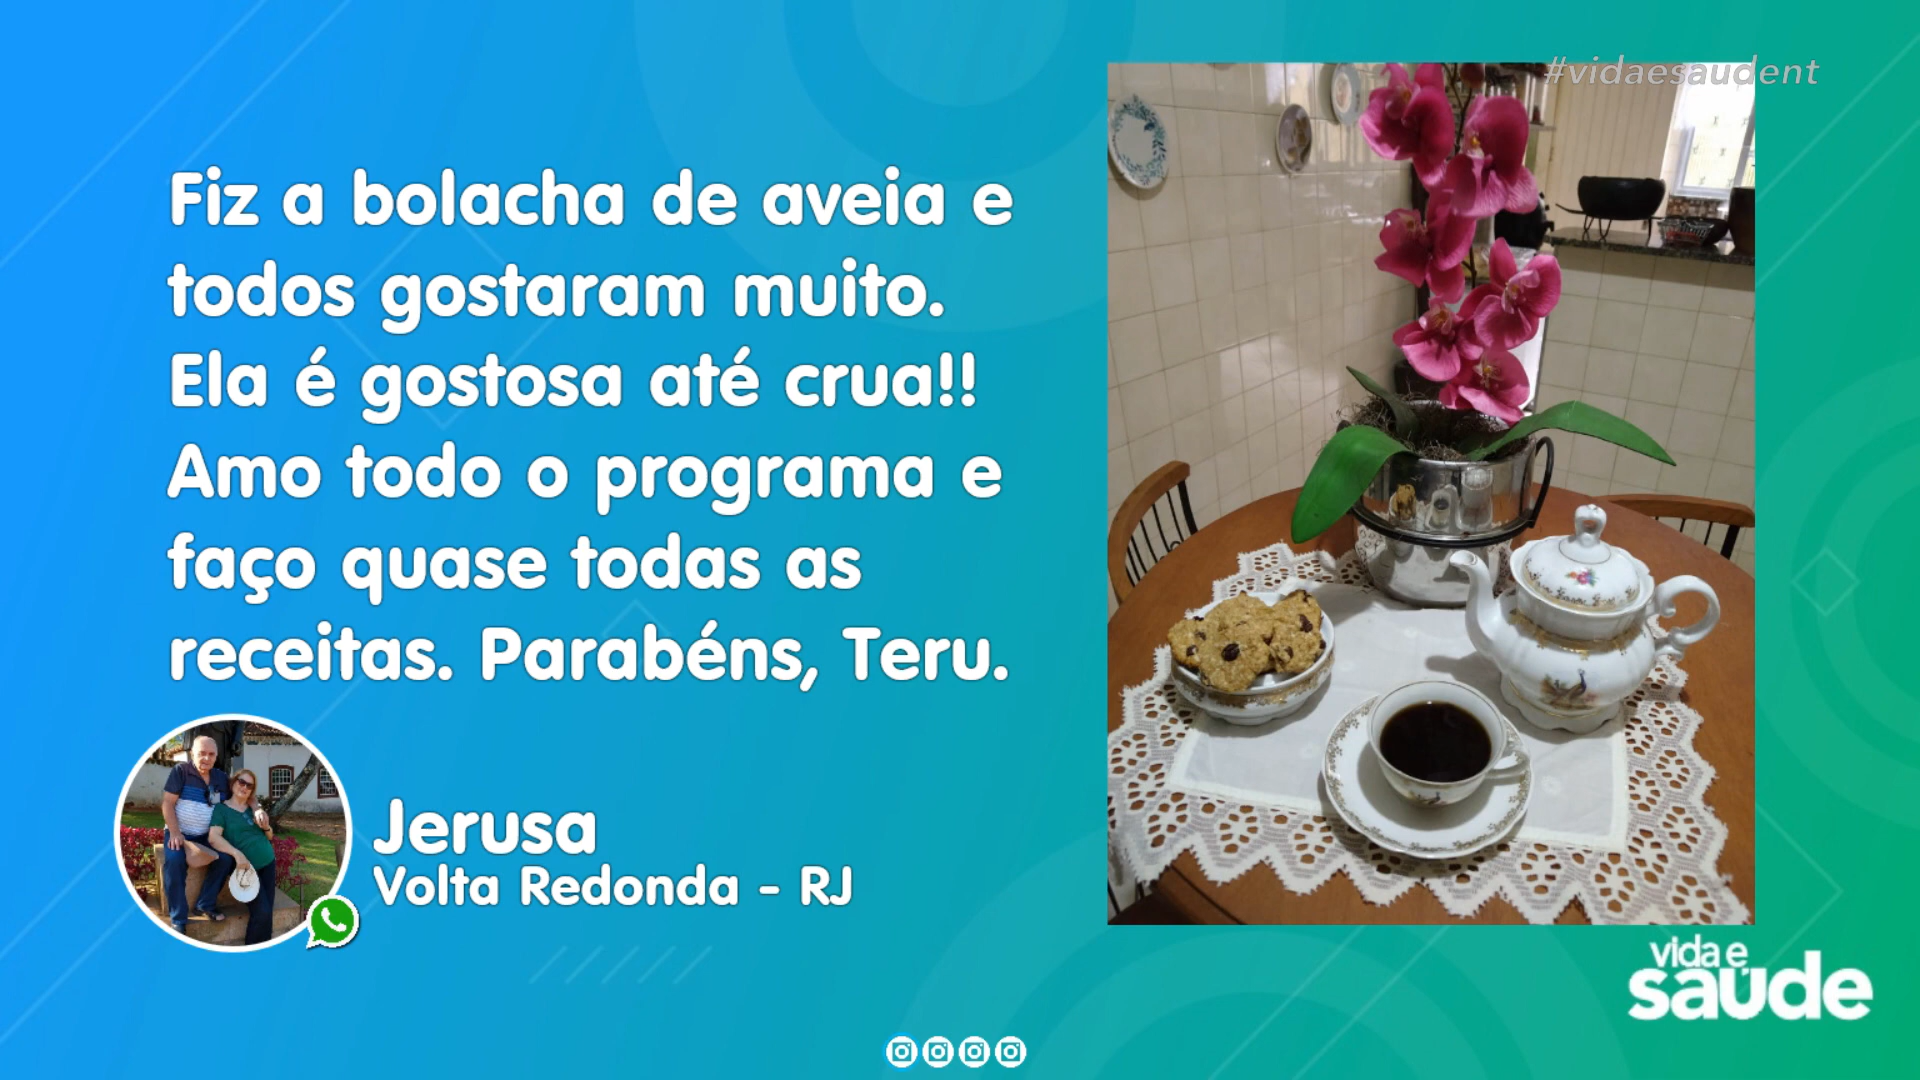 #vidaesaudent
Fiz a bolacha de aveia e
todos gostaram muito.
Ela é gostosa até crua!!
Amo todo o programa e
faço quase todas as
receitas. Parabéns, Teru.
Jerusa
Volta Redonda - RJ
vida e
saúde